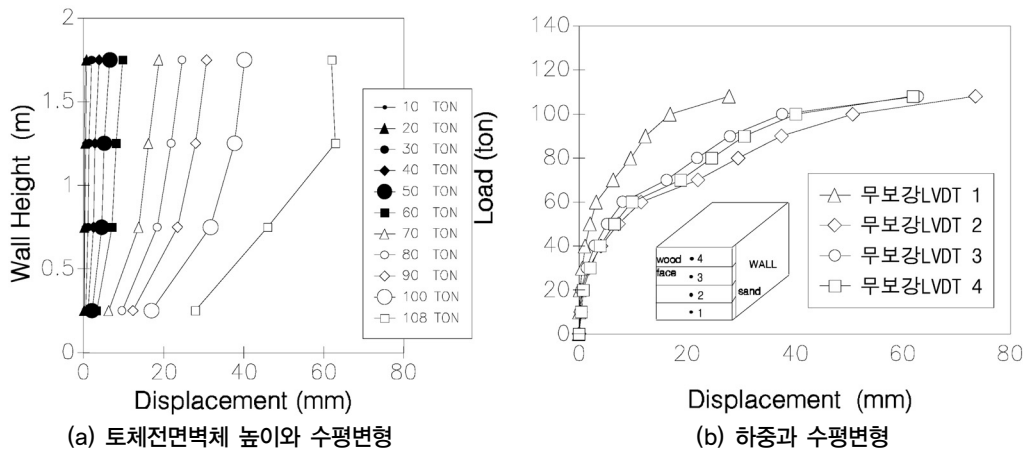 2
1.5
1
0.5
0
0 20 40 60 80
Wall Height (m)
Displacement (mm)
10 TON
20 TON
30 TON
40 TON
50 TON
60 TON
70 TON
80 TON
90 TON
100 TON
108 TON
(a) 토체전면벽체 높이와 수평변형
140
120
100
80
60
40
20
0
0 20 40 60 80
Load (ton)
Displacement (mm)
무보강LVDT 1
무보강LVDT 2
무보강LVDT 3
무보강LVDT 4
wood
face
4
3
2
1
WALL
sand
(b) 하중과 수평변형